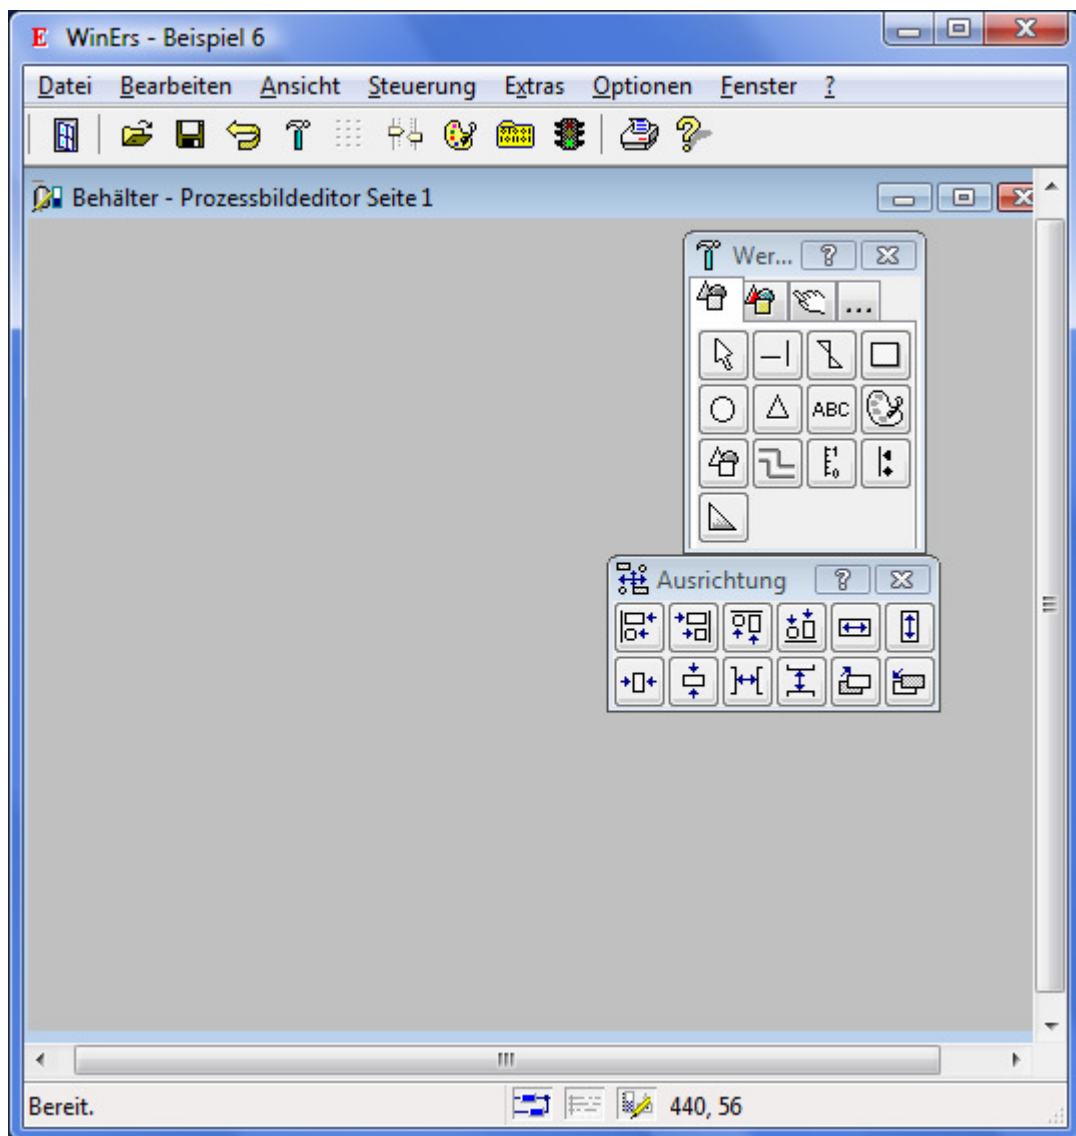 E WinErs - Beispiel 6
Datei Bearbeiten Ansicht Steuerung Extras Optionen Fenster ?
Behälter - Prozessbildeditor Seite 1
Wer...
...
ABC
Ausrichtung
Bereit. 440, 56